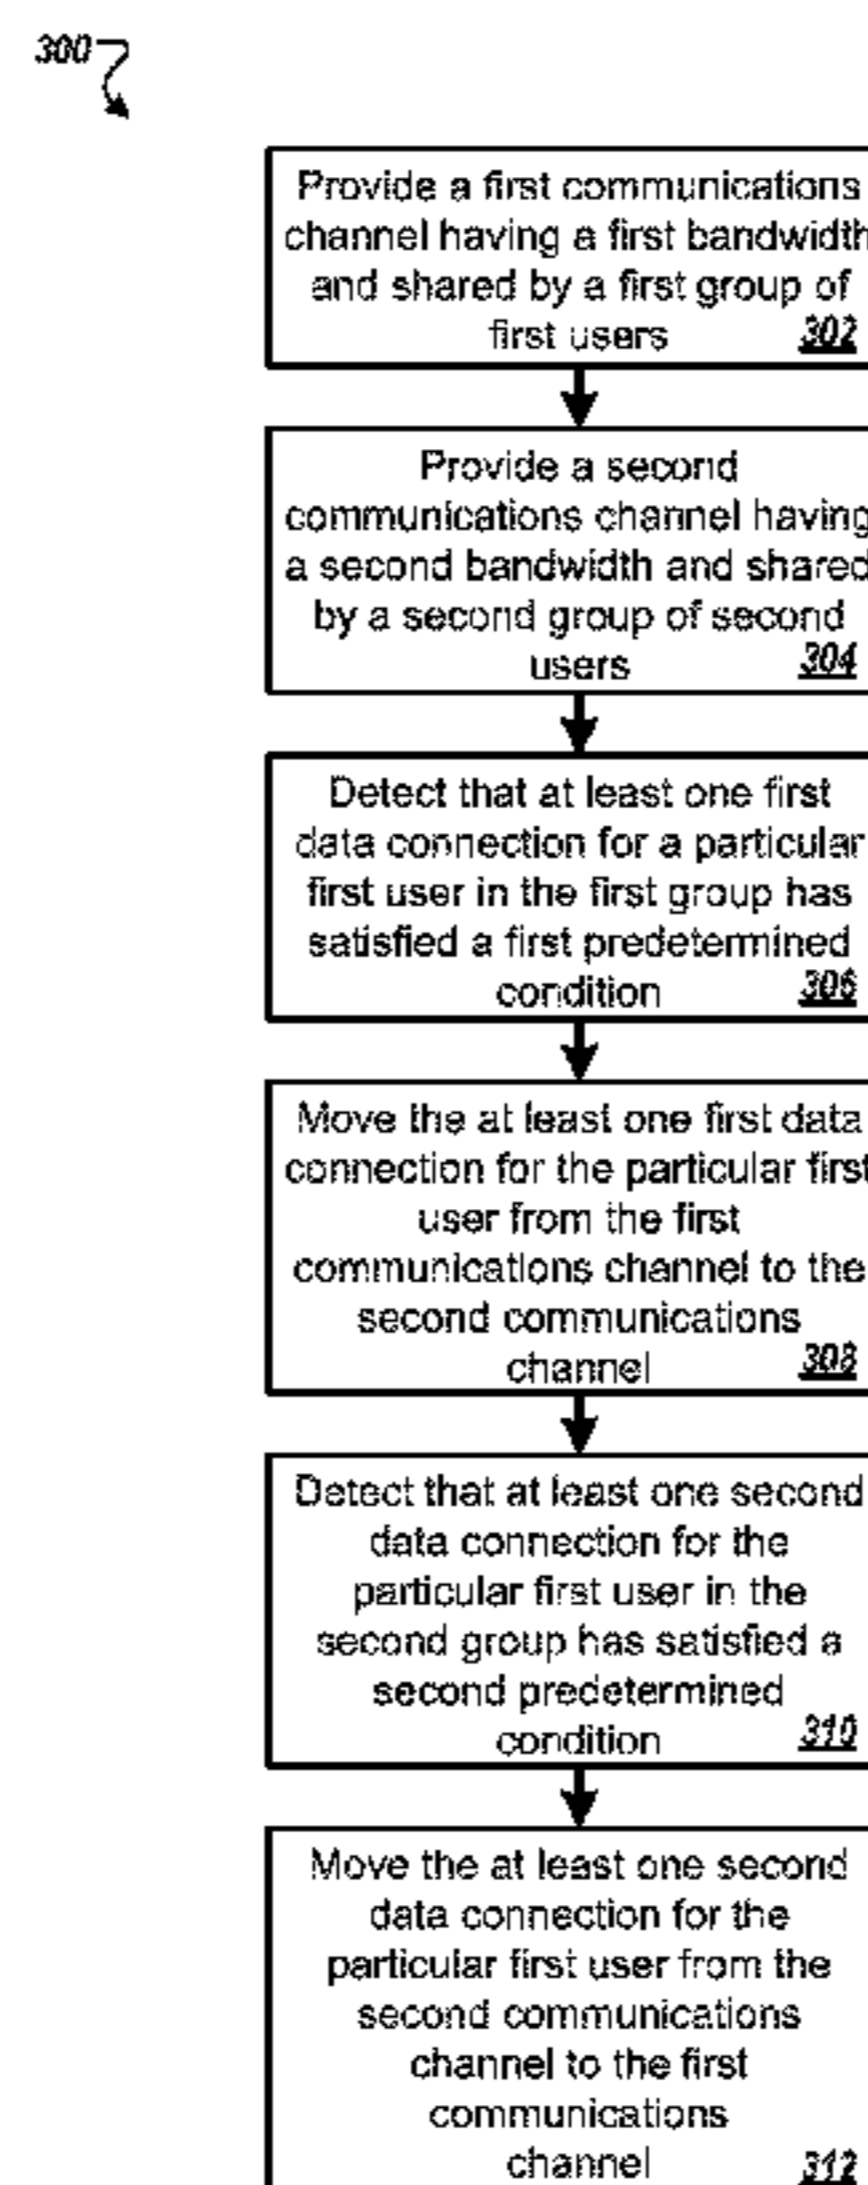 300
Provide a first communications
channel having a first bandwidth
and shared by a first group of
first users 302
Provide a second
communications channel having
a second bandwidth and shared
by a second group of second
users 304
Detect that at least one first
data connection for a particular
first user in the first group has
satisfied a first predetermined
condition 306
Move the at least one first data
connection for the particular first
user from the first
communications channel to the
second communications
channel 308
Detect that at least one second
data connection for the
particular first user in the
second group has satisfied a
second predetermined
condition 310
Move the at least one second
data connection for the
particular first user from the
second communications
channel to the first
communications
channel 312